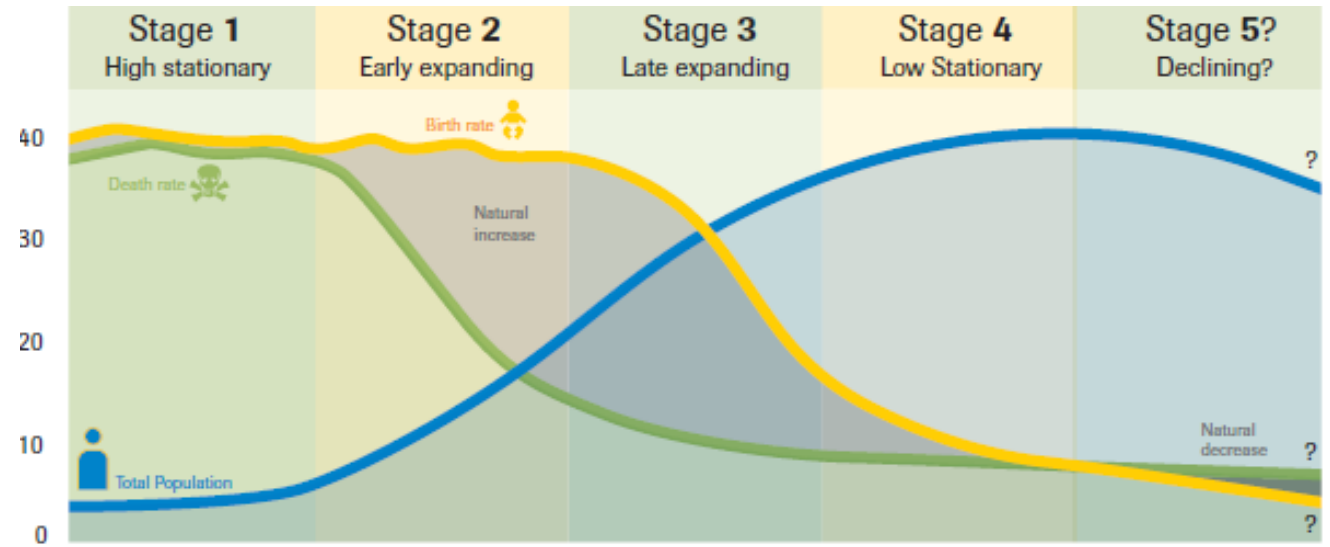 Stage 1
High stationary
Stage 2
Early expanding
Stage 3
Late expanding
Stage 4
Low Stationary
Stage 5?
Declining?
40
30
20
10
0
Birth rate
Death rate
Natural
increase
Total Population
Natural
decrease
?
?
?